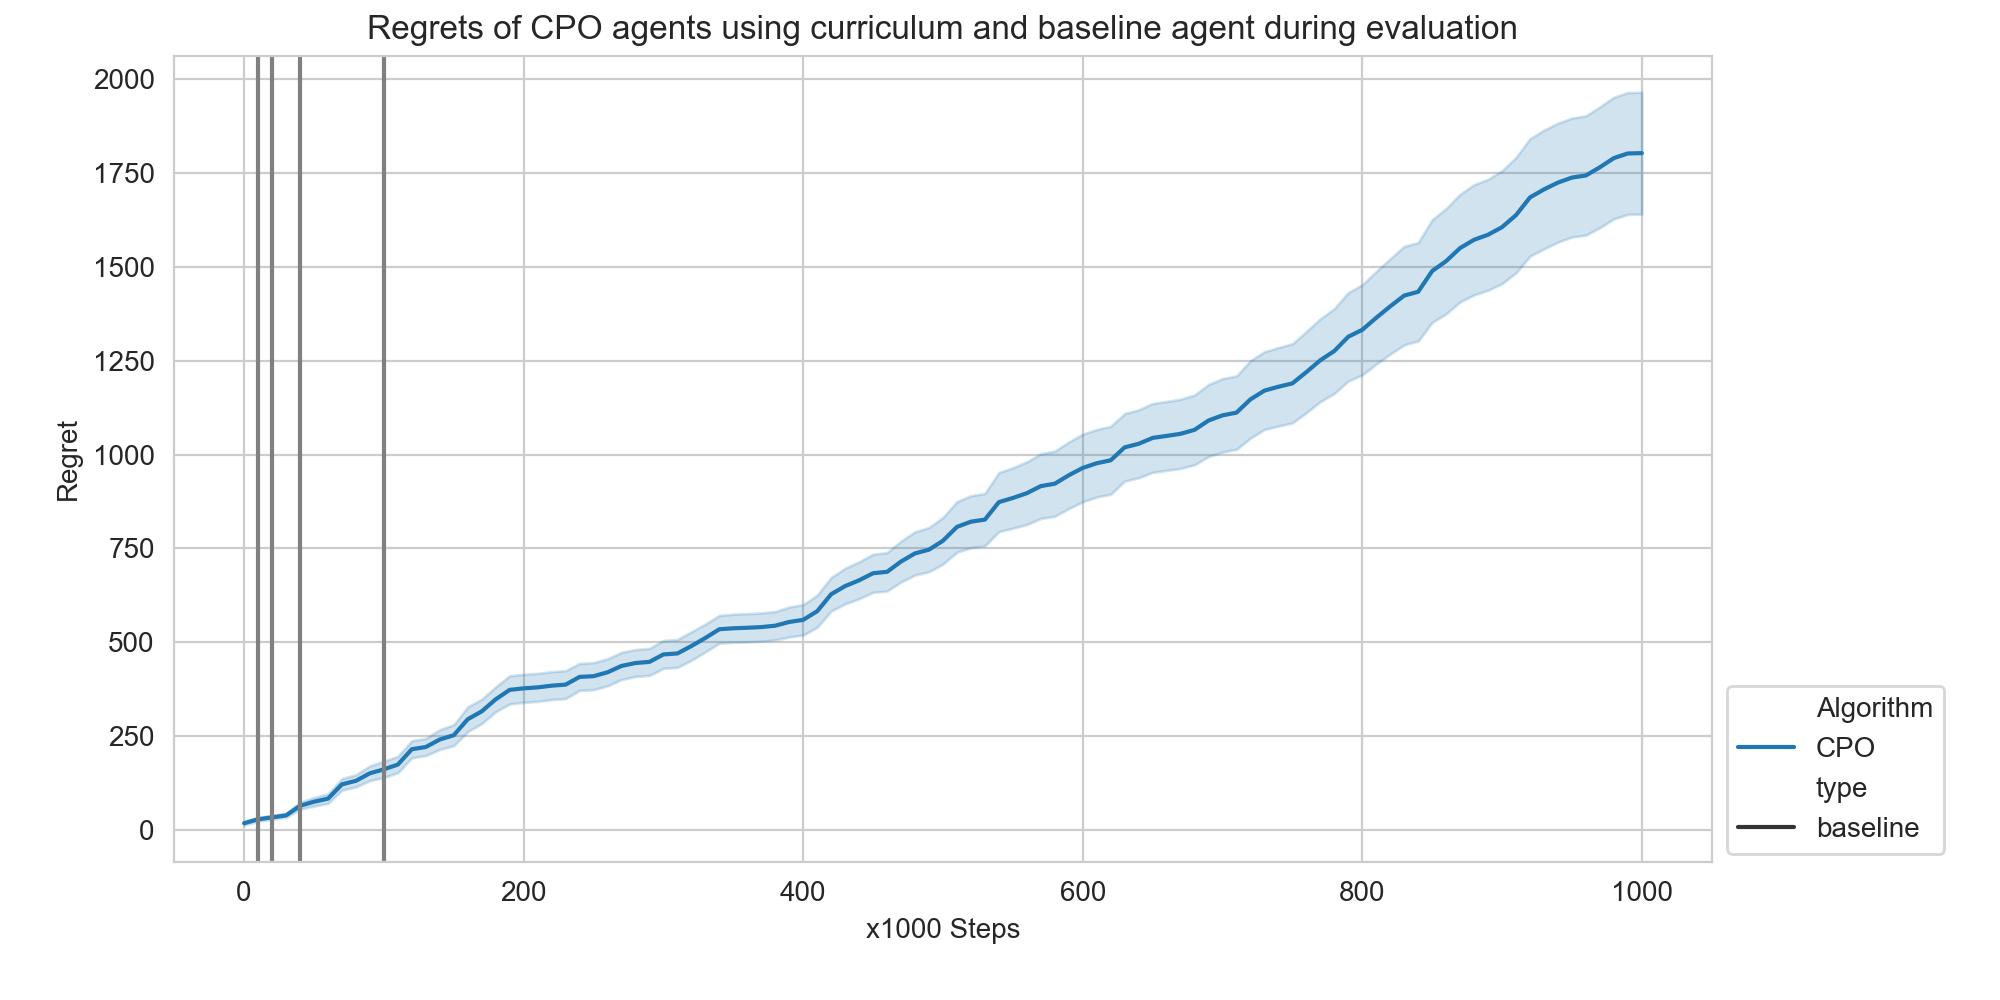 Regrets of CPO agents using curriculum and baseline agent during evaluation
2000
1750
1500
1250
1000
750
500
250
0
Regret
0 200 400 600 800 1000
x1000 Steps
Algorithm
CPO
type
baseline